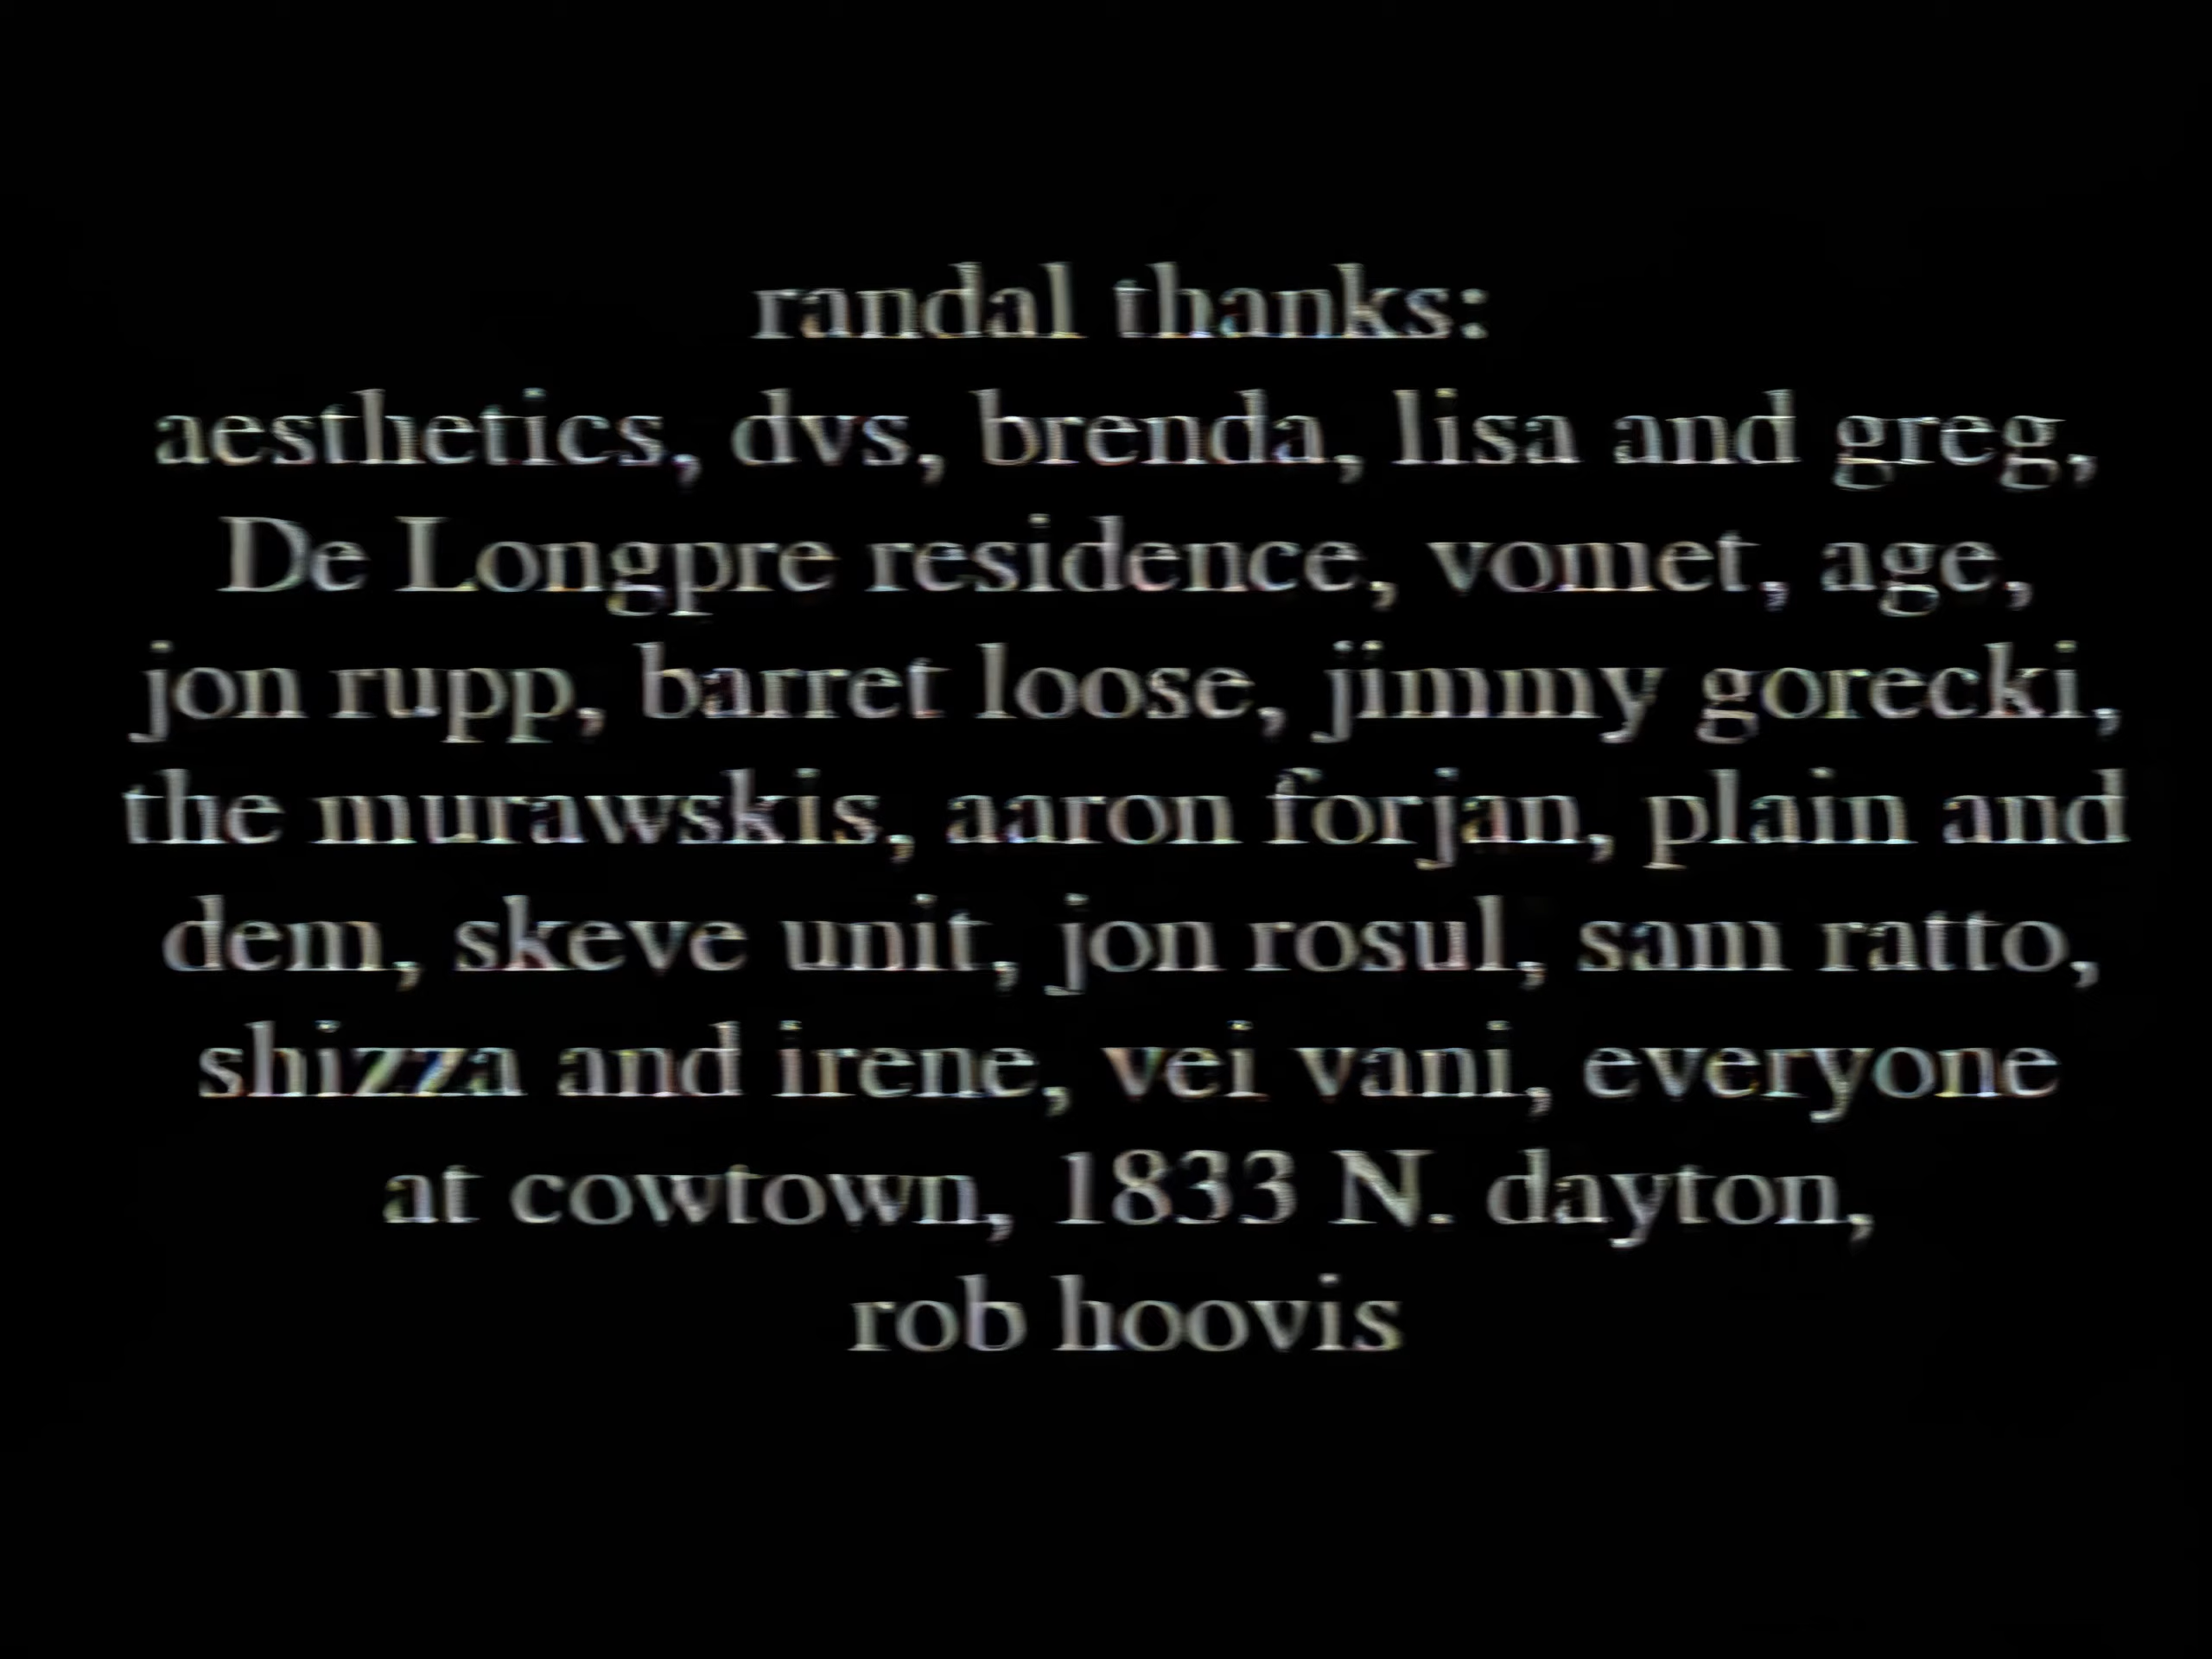 randal thanks:
aesthetics, dvs, brenda, lisa and greg,
De Longpre residence, vomet, age,
jon rupp, barret loose, jimmy gorecki,
the murawskis, aaron forjan, plain and
dem, skeve unit, jon rosul, sam ratto,
shizza and irene, vei vani, everyone
at cowtown, 1833 N. dayton,
rob hoovis